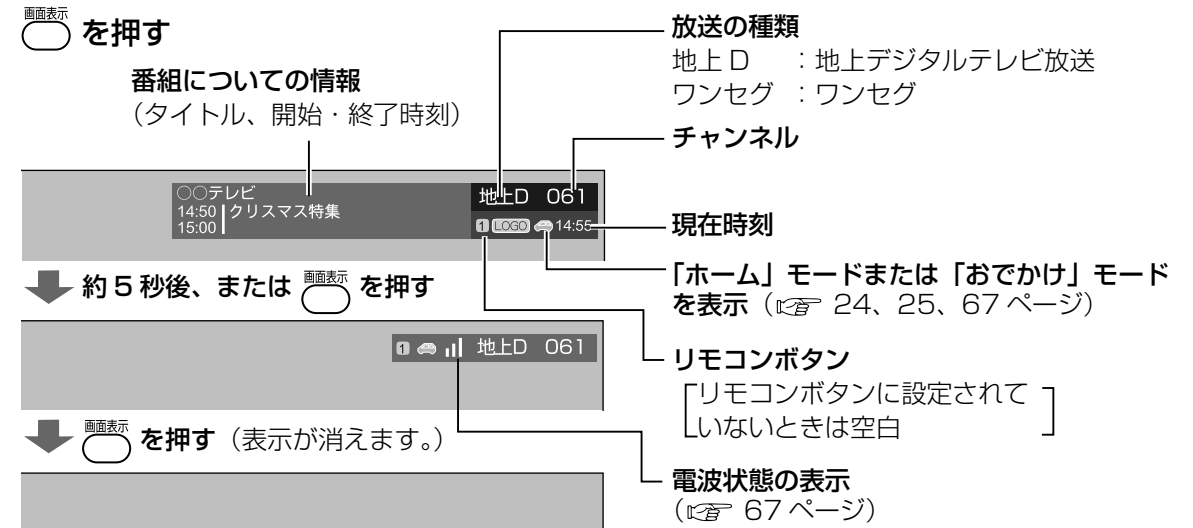 画面表示
を押す
番組についての情報
(タイトル、開始・終了時刻)
○○テレビ
14:50 クリスマス特集
15:00
地上D 061
1 LOGO 14:55
放送の種類
地上D :地上デジタルテレビ放送
ワンセグ :ワンセグ
チャンネル
現在時刻
「ホーム」モードまたは「おでかけ」モード
を表示(☞ 24、25、67ページ)
リモコンボタン
リモコンボタンに設定されて
いないときは空白
電波状態の表示
(☞ 67ページ)
約5秒後、または 画面表示 を押す
1 地上D 061
画面表示 を押す(表示が消えます。)